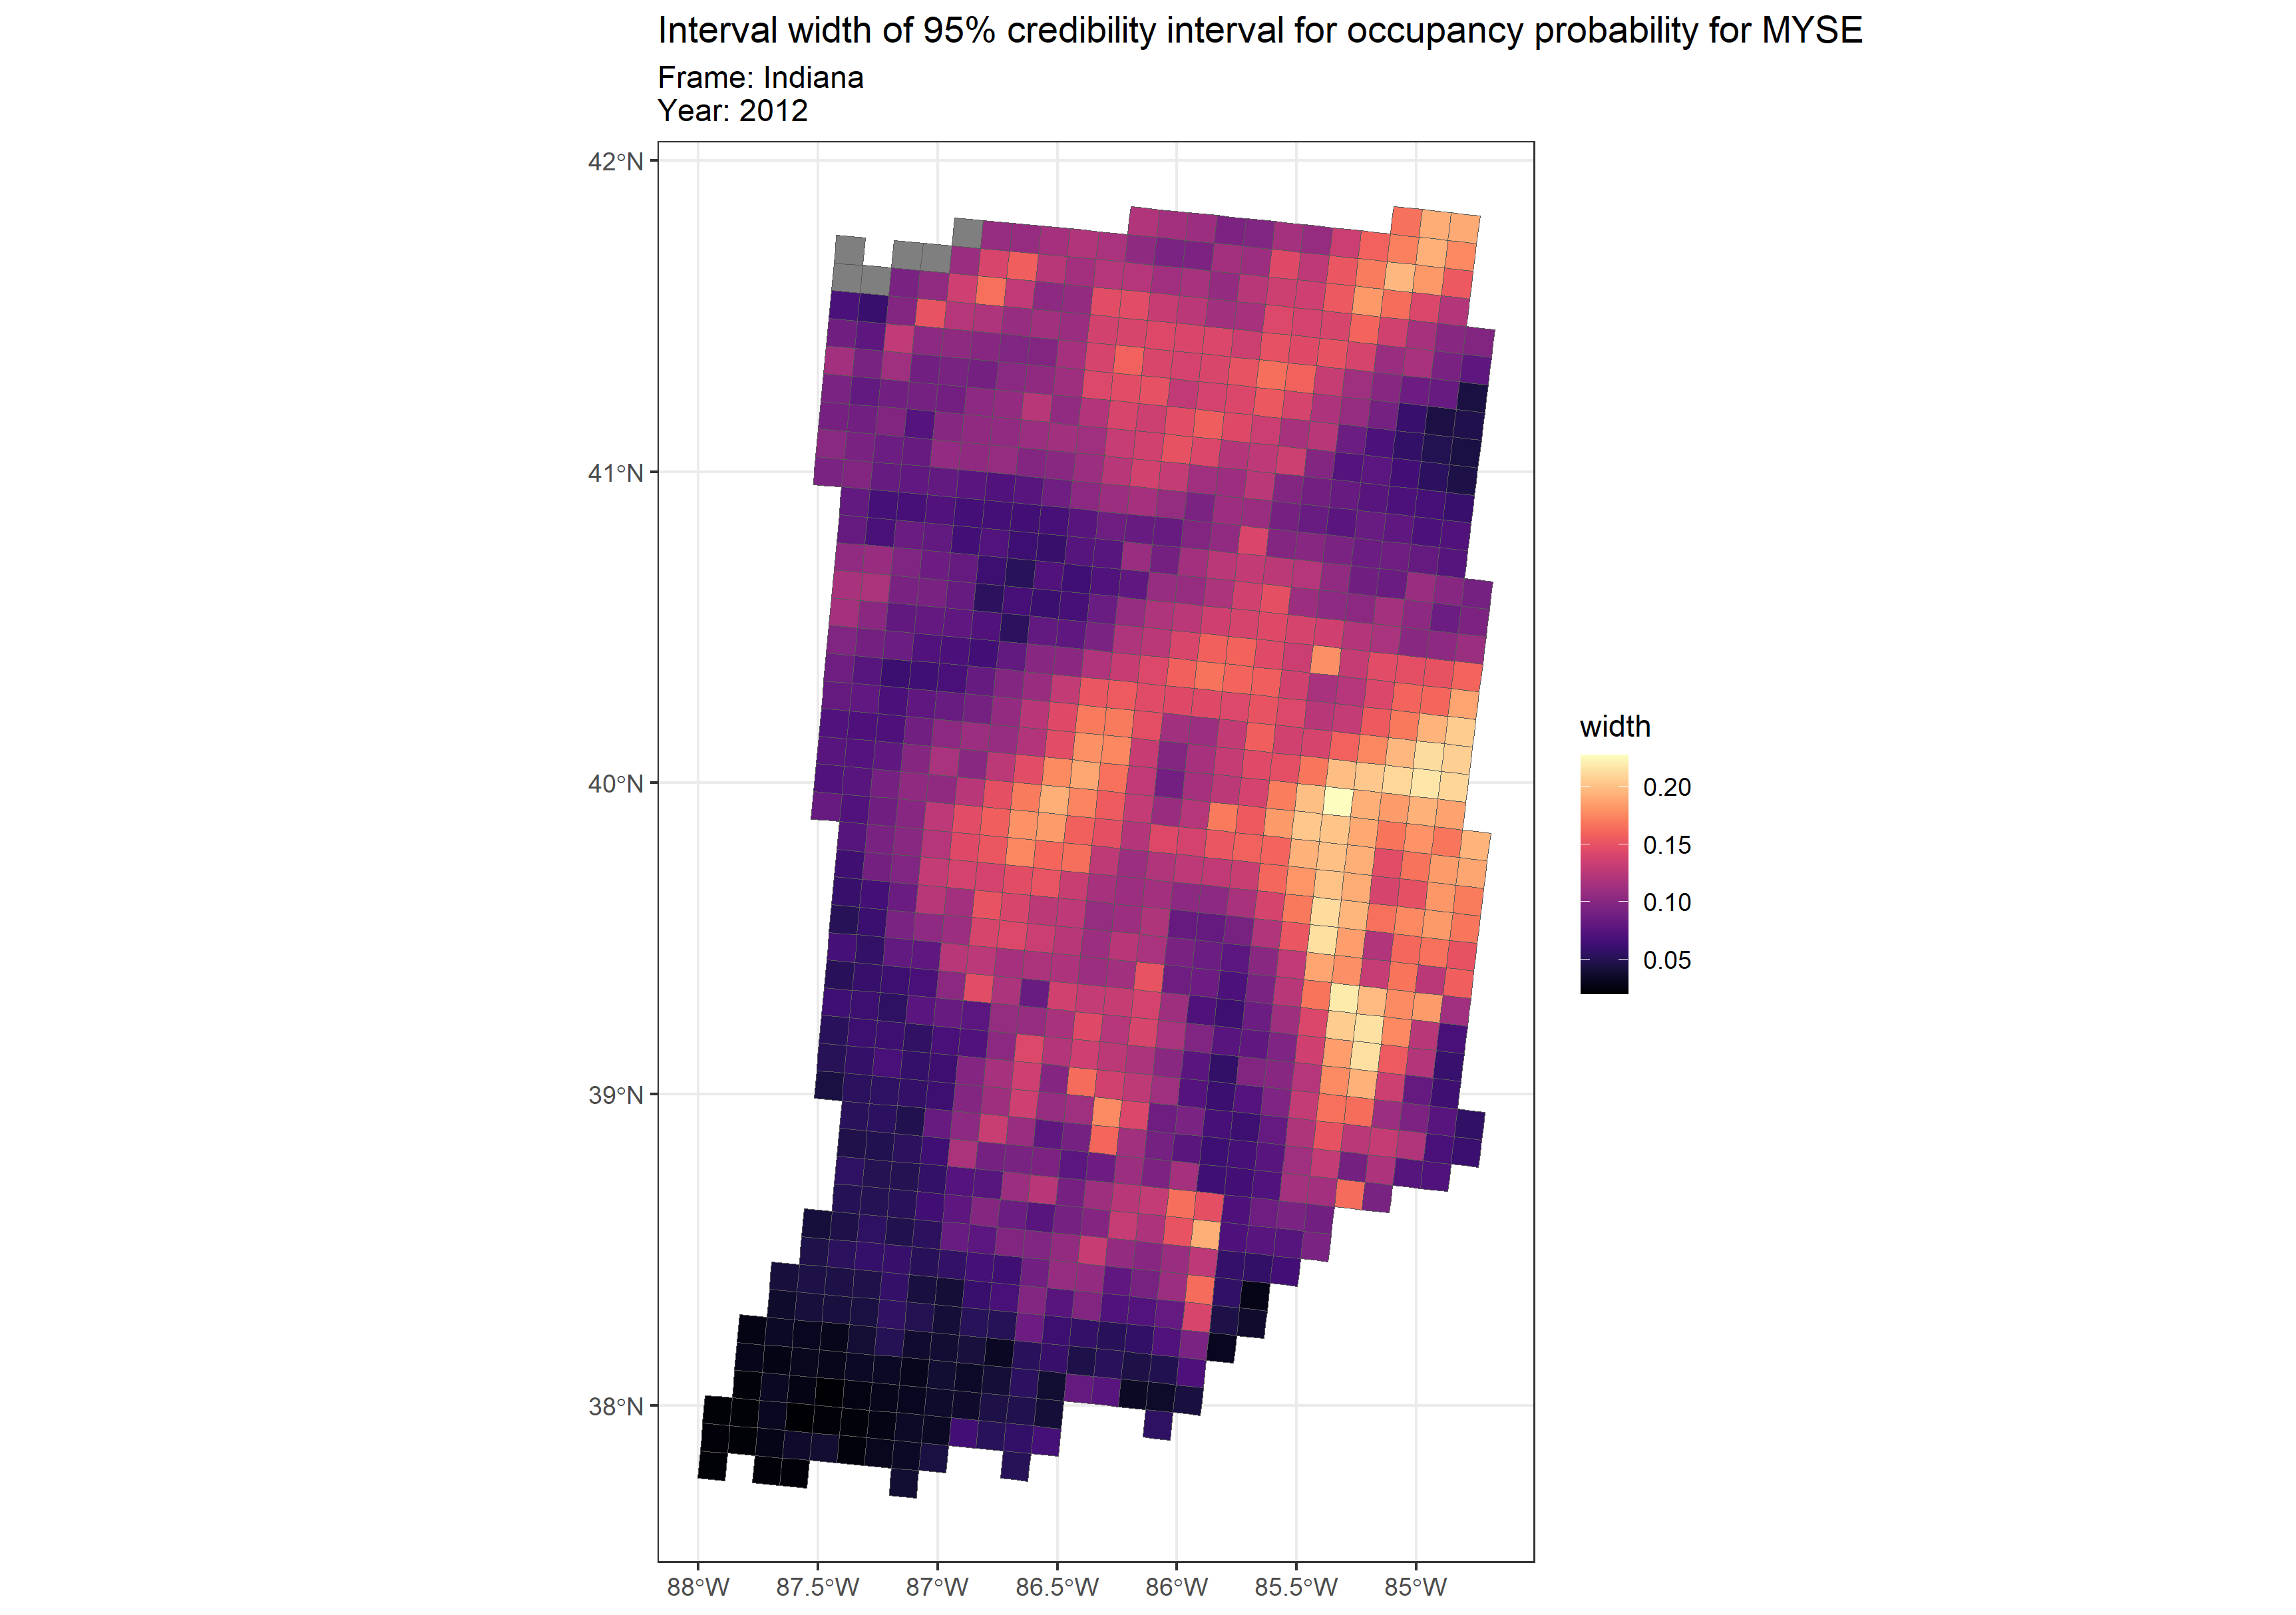 Interval width of 95% credibility interval for occupancy probability for MYSE
Frame: Indiana
Year: 2012
42°N
41°N
40°N
39°N
38°N
88°W
87.5°W
87°W
86.5°W
86°W
85.5°W
85°W
width
0.20
0.15
0.10
0.05